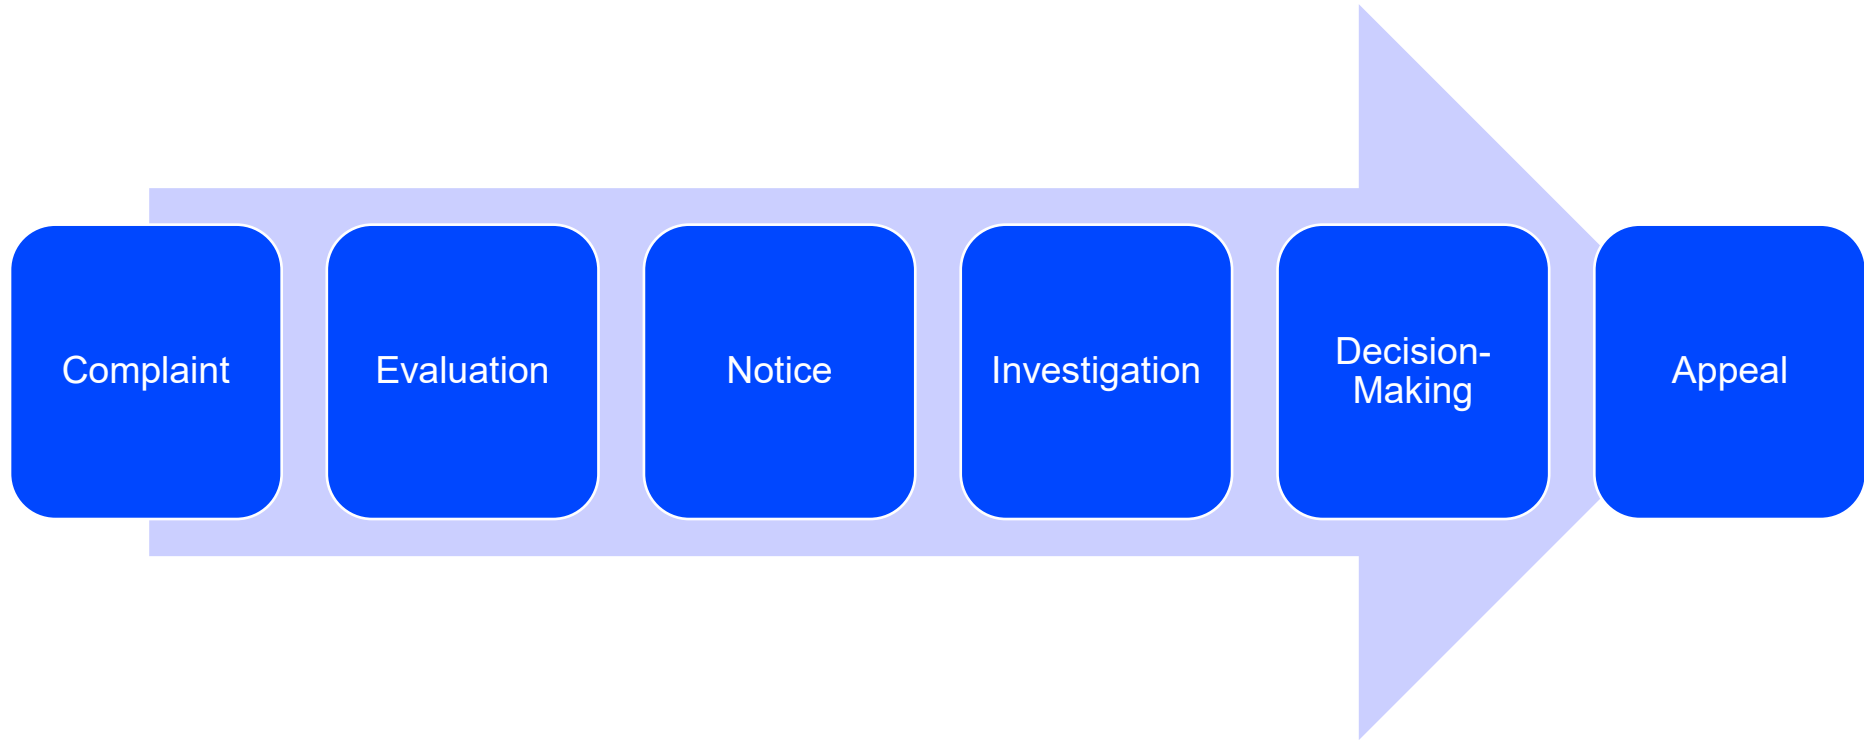 Complaint
Evaluation
Notice
Investigation
Decision-
Making
Appeal